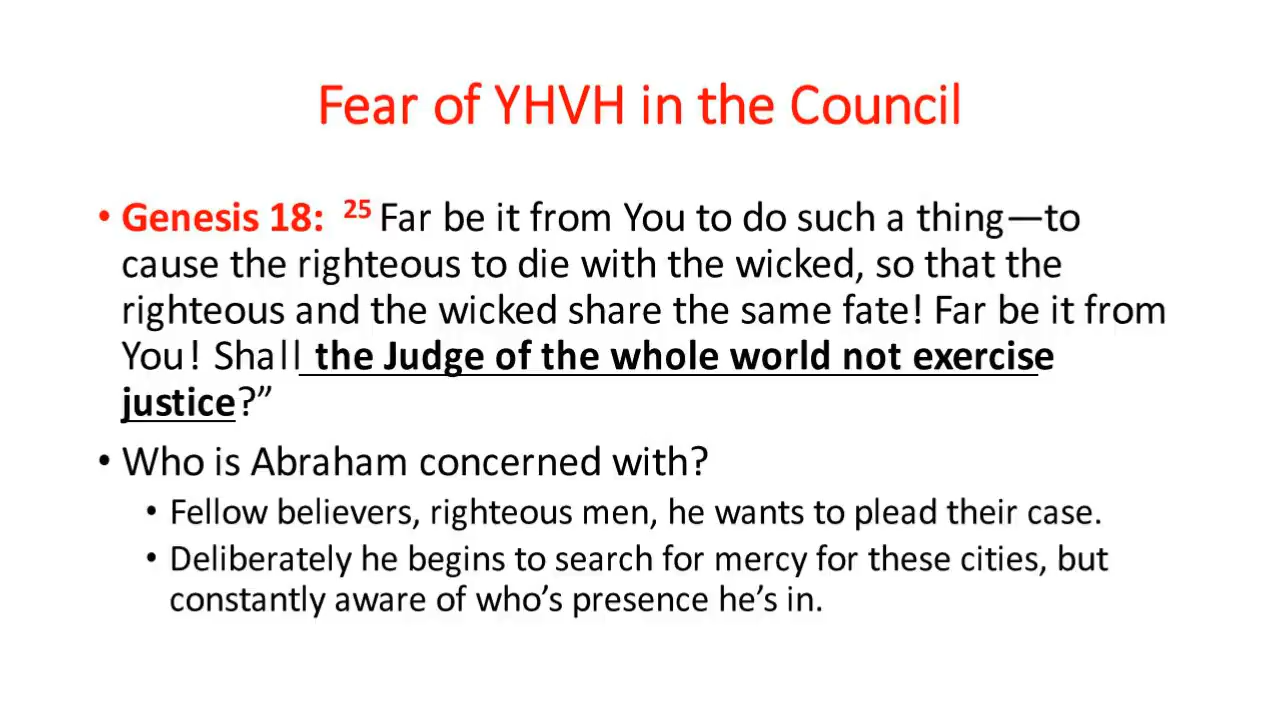 Fear of YHVH in the Council
• Genesis 18: 25 Far be it from You to do such a thing—to
cause the righteous to die with the wicked, so that the
righteous and the wicked share the same fate! Far be it from
You! Shall the Judge of the whole world not exercise
justice?”
• Who is Abraham concerned with?
• Fellow believers, righteous men, he wants to plead their case.
• Deliberately he begins to search for mercy for these cities, but
constantly aware of who’s presence he’s in.